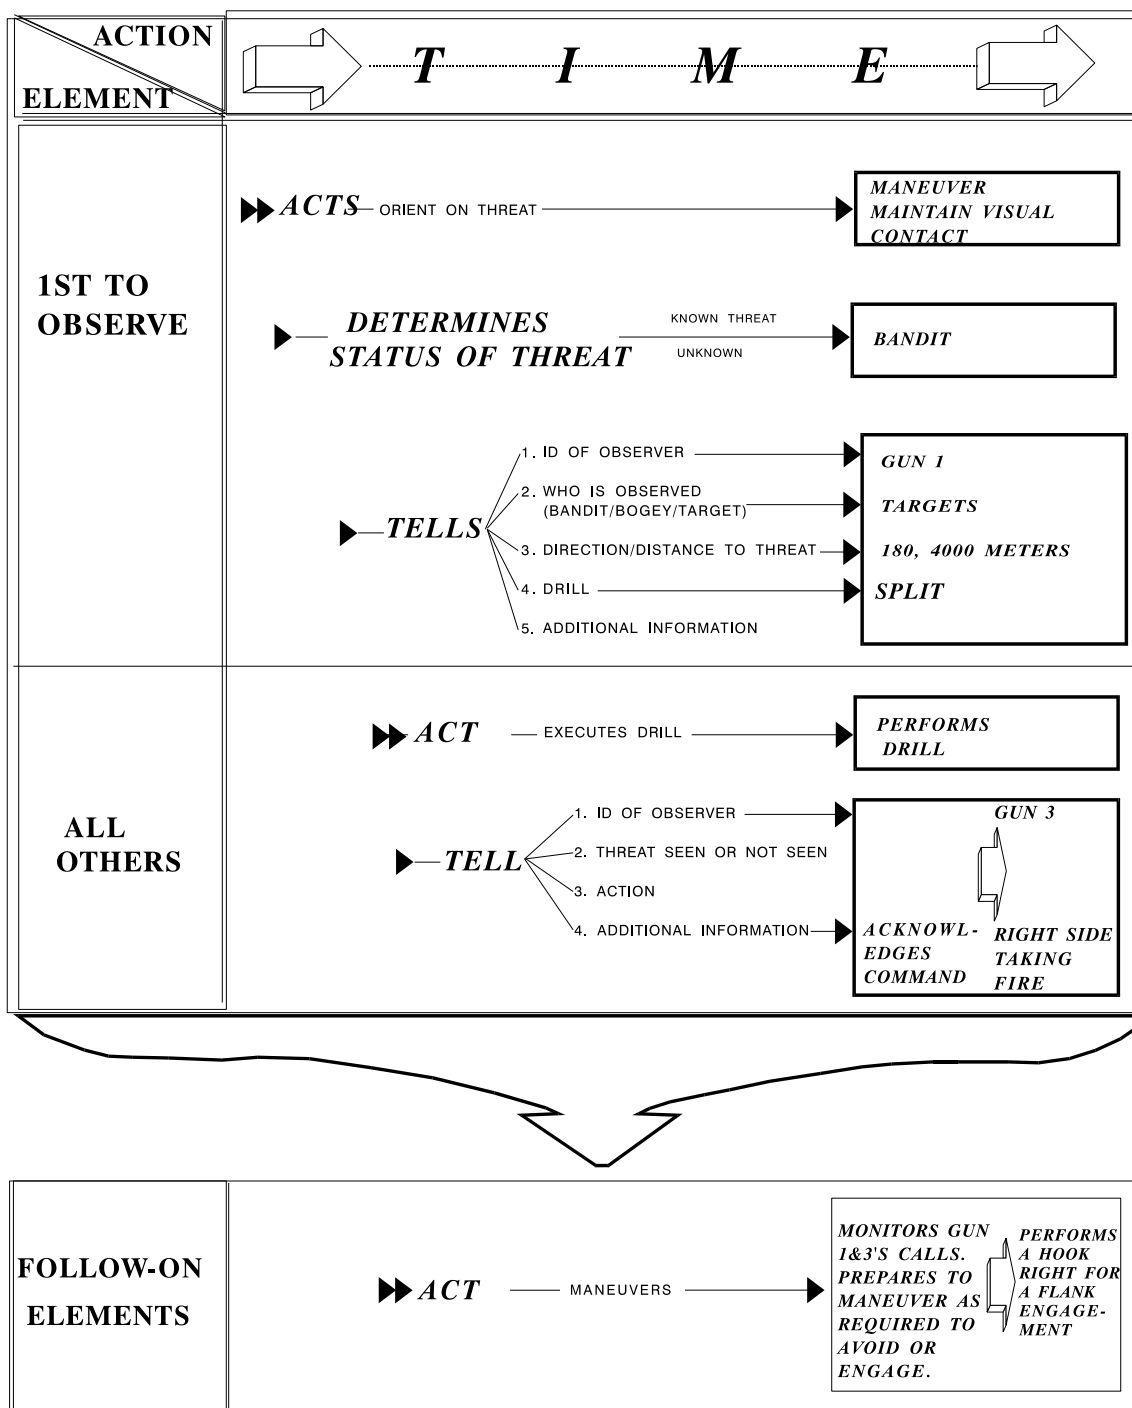 ACTION
ELEMENT
T I M E
1ST TO
OBSERVE
ACTS
ORIENT ON THREAT
MANEUVER
MAINTAIN VISUAL
CONTACT
DETERMINES
STATUS OF THREAT
KNOWN THREAT
UNKNOWN
BANDIT
TELLS
1. ID OF OBSERVER
GUN 1
2. WHO IS OBSERVED
(BANDIT/BOGEY/TARGET)
TARGETS
3. DIRECTION/DISTANCE TO THREAT
180, 4000 METERS
4. DRILL
SPLIT
5. ADDITIONAL INFORMATION
ALL
OTHERS
ACT
EXECUTES DRILL
PERFORMS
DRILL
TELL
1. ID OF OBSERVER
2. THREAT SEEN OR NOT SEEN
3. ACTION
4. ADDITIONAL INFORMATION
GUN 3
ACKNOWL-
EDGES
COMMAND
RIGHT SIDE
TAKING
FIRE
FOLLOW-ON
ELEMENTS
ACT
MANEUVERS
MONITORS GUN
1&3'S CALLS.
PREPARES TO
MANEUVER AS
REQUIRED TO
AVOID OR
ENGAGE.
PERFORMS
A HOOK
RIGHT FOR
A FLANK
ENGAGE-
MENT